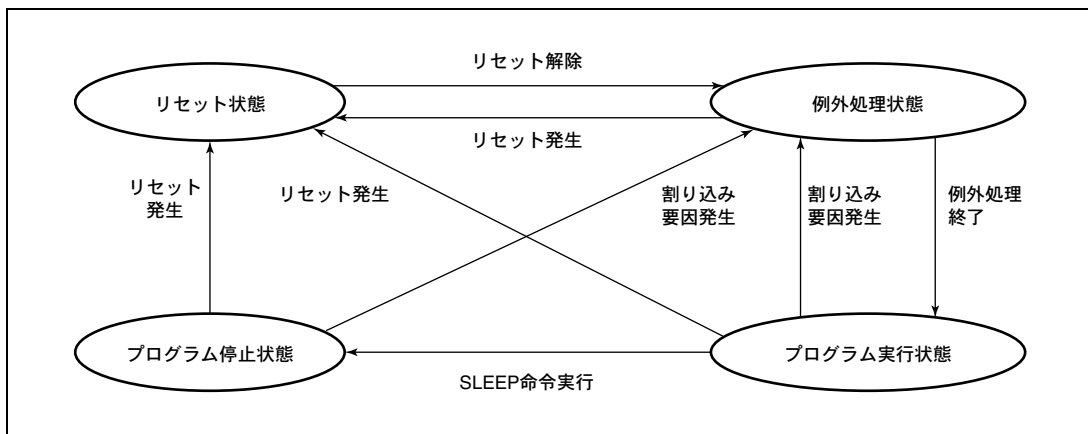 リセット解除
リセット状態
例外処理状態
リセット発生
リセット
発生
リセット発生
割り込み
要因発生
割り込み
要因発生
例外処理
終了
プログラム停止状態
プログラム実行状態
SLEEP命令実行